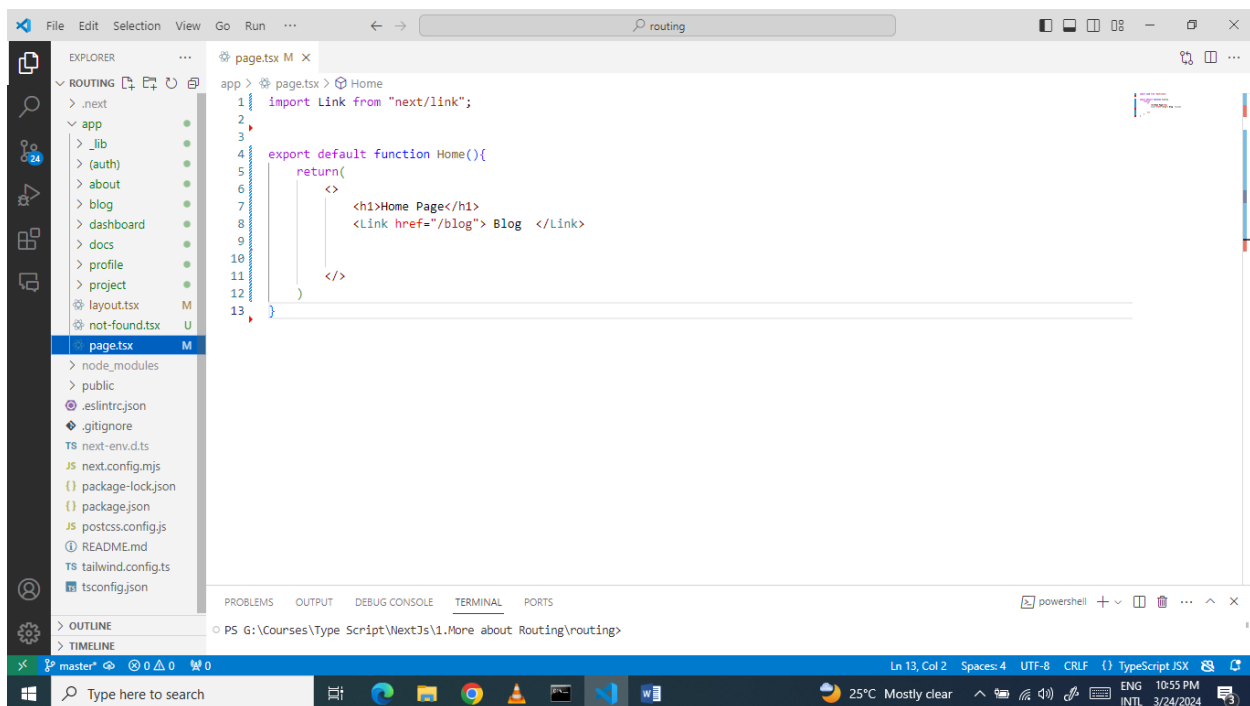 File Edit Selection View Go Run ··· ← → routing
EXPLORER ···
ROUTING
> .next
app
> _lib
> (auth)
> about
> blog
> dashboard
> docs
> profile
> project
layout.tsx M
not-found.tsx U
page.tsx M
> node_modules
> public
.eslintrc.json
.gitignore
TS next-env.d.ts
JS next.config.mjs
{} package-lock.json
{} package.json
JS postcss.config.js
README.md
TS tailwind.config.ts
TS tsconfig.json
> OUTLINE
> TIMELINE
24
page.tsx M ×
app > page.tsx > Home
1 import Link from "next/link";
2
3
4 export default function Home(){
5 return(
6 <>
7 <h1>Home Page</h1>
8 <Link href="/blog"> Blog  </Link>
9
10
11 </>
12 )
13 }
PROBLEMS OUTPUT DEBUG CONSOLE TERMINAL PORTS powershell
PS G:\Courses\Type Script\NextJs\1.More about Routing\routing>
master* 0 0 0 Ln 13, Col 2 Spaces: 4 UTF-8 CRLF {} TypeScript JSX
Type here to search 25°C Mostly clear ENG 10:55 PM
INTL 3/24/2024 3